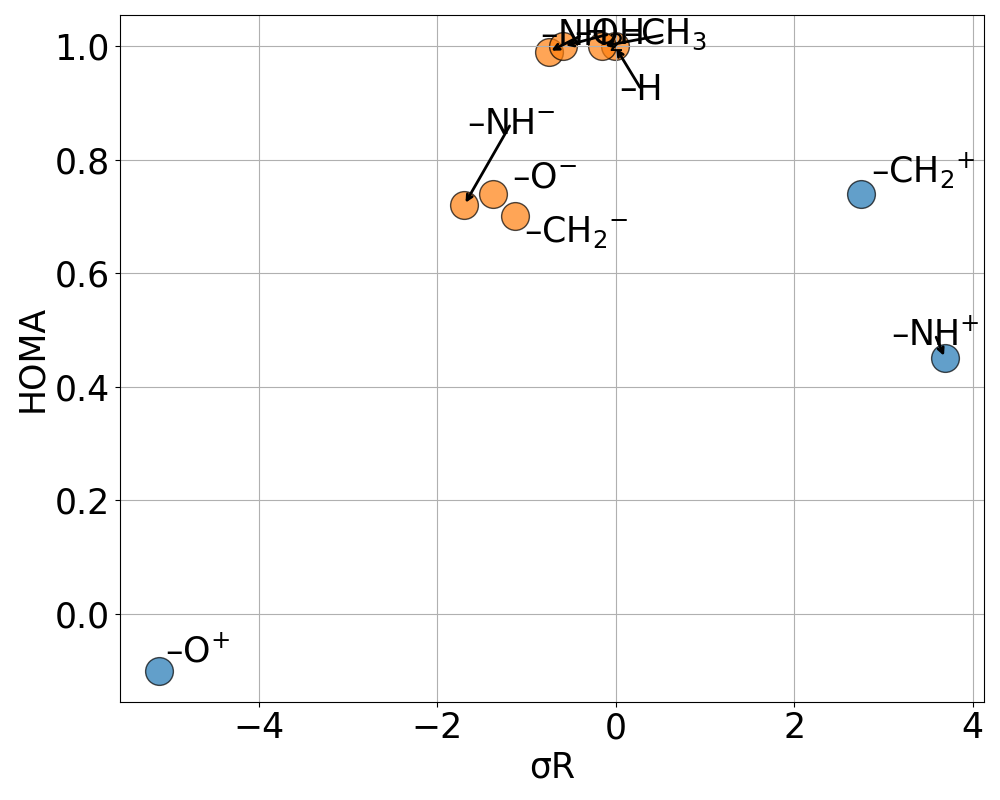 –NH2
–OH
–CH₃
–H
–NH⁻
–O⁻
–CH₂⁻
–CH₂⁺
–NH⁺
–O⁺
1.0
0.8
0.6
0.4
0.2
0.0
HOMA
−4
−2
0
2
4
σR